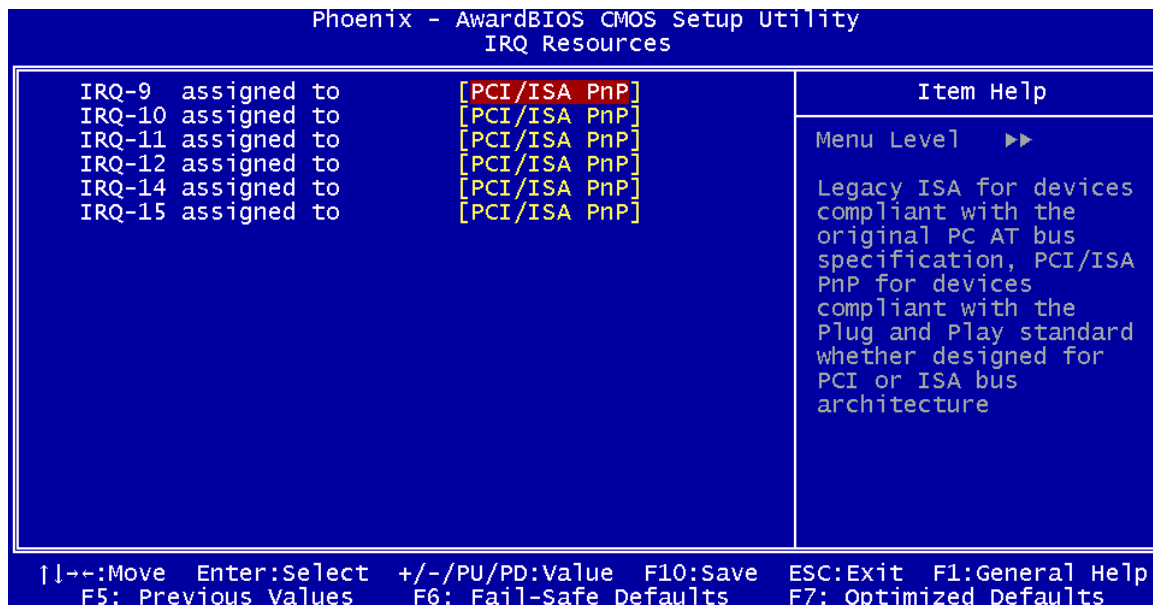 Phoenix - AwardBIOS CMOS Setup Utility
IRQ Resources
IRQ-9 assigned to [PCI/ISA PnP]
IRQ-10 assigned to [PCI/ISA PnP]
IRQ-11 assigned to [PCI/ISA PnP]
IRQ-12 assigned to [PCI/ISA PnP]
IRQ-14 assigned to [PCI/ISA PnP]
IRQ-15 assigned to [PCI/ISA PnP]
Item Help
Menu Level ▶▶
Legacy ISA for devices
compliant with the
original PC AT bus
specification, PCI/ISA
PnP for devices
compliant with the
Plug and Play standard
whether designed for
PCI or ISA bus
architecture
↑↓→←:Move Enter:Select +/-/PU/PD:Value F10:Save ESC:Exit F1:General Help
F5: Previous Values F6: Fail-Safe Defaults F7: Optimized Defaults